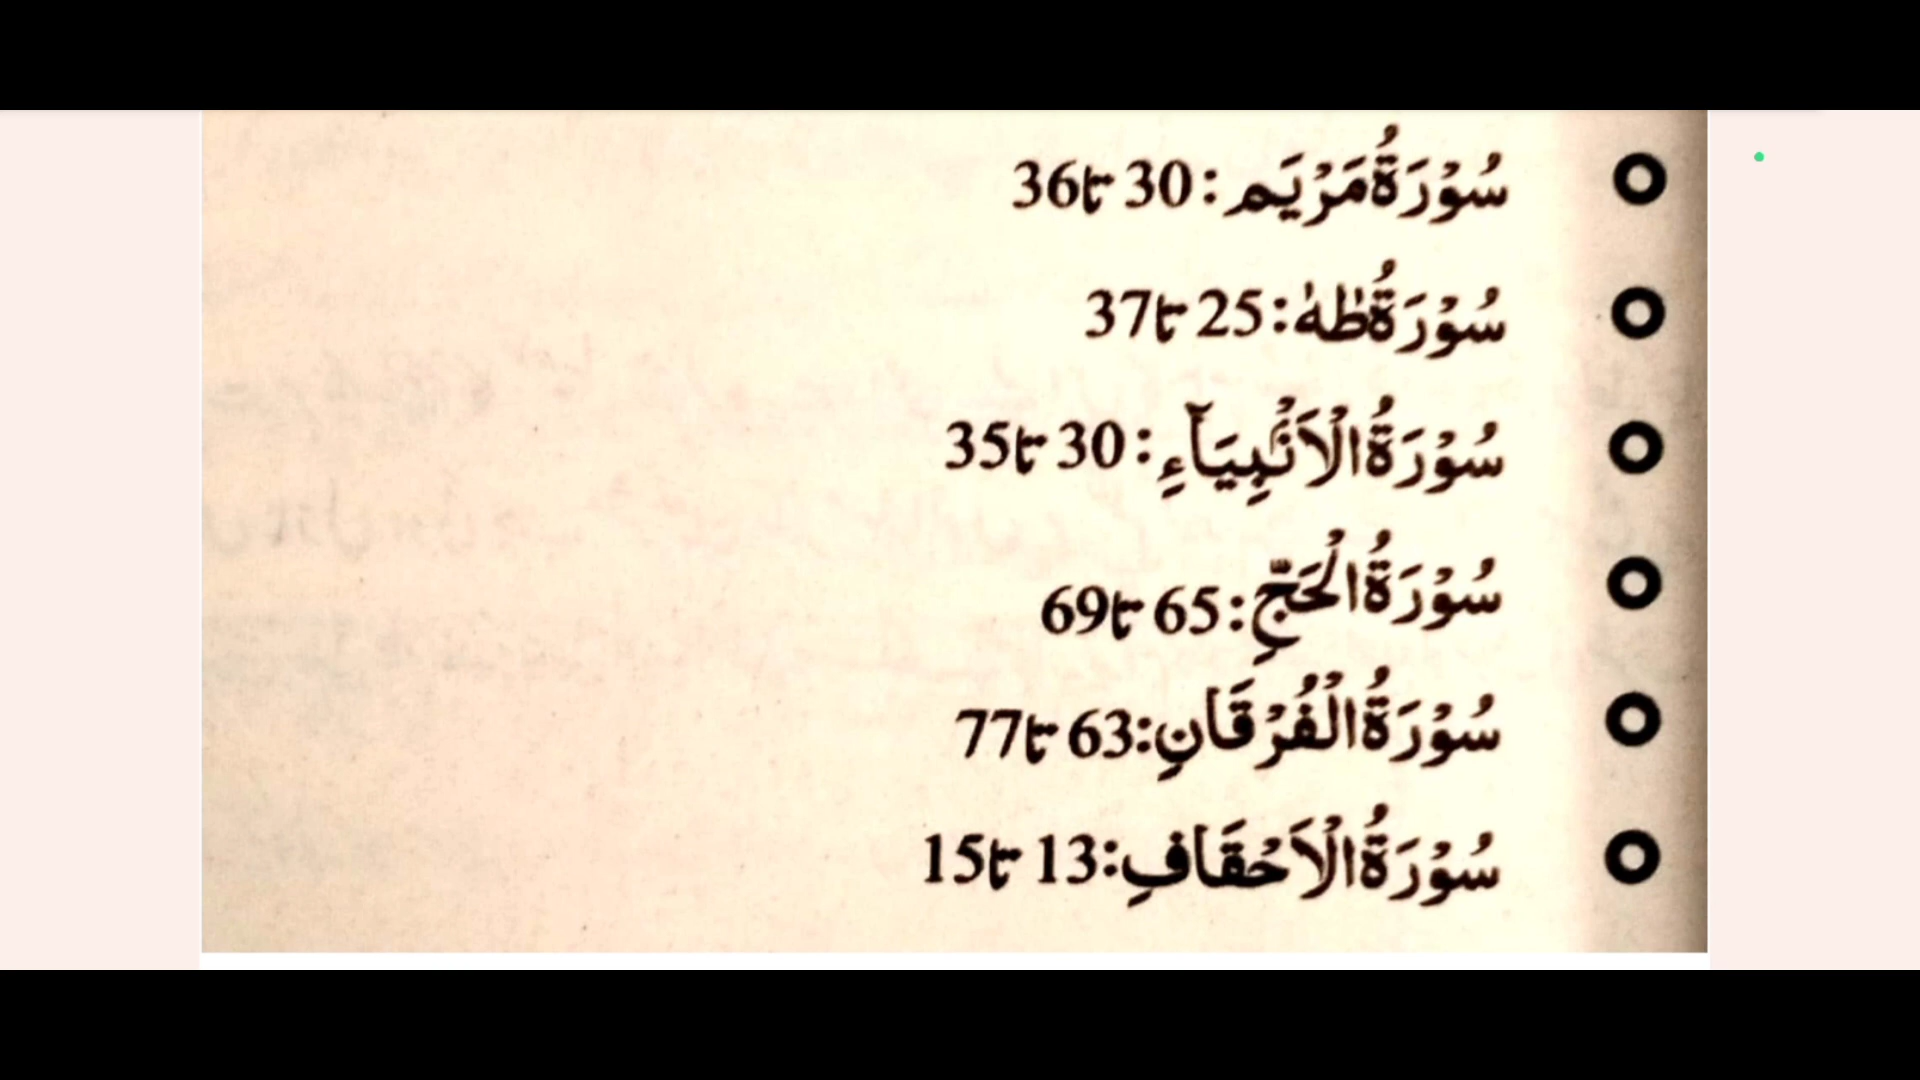 سُوْرَۃُ مَرْيَم: 30 تا 36
سُوْرَۃُ طٰهٰ: 25 تا 37
سُوْرَۃُ الْاَنْۢبِيَآءِ: 30 تا 35
سُوْرَۃُ الْحَجِّ: 65 تا 69
سُوْرَۃُ الْفُرْقَانِ: 63 تا 77
سُوْرَۃُ الْاَحْقَافِ: 13 تا 15